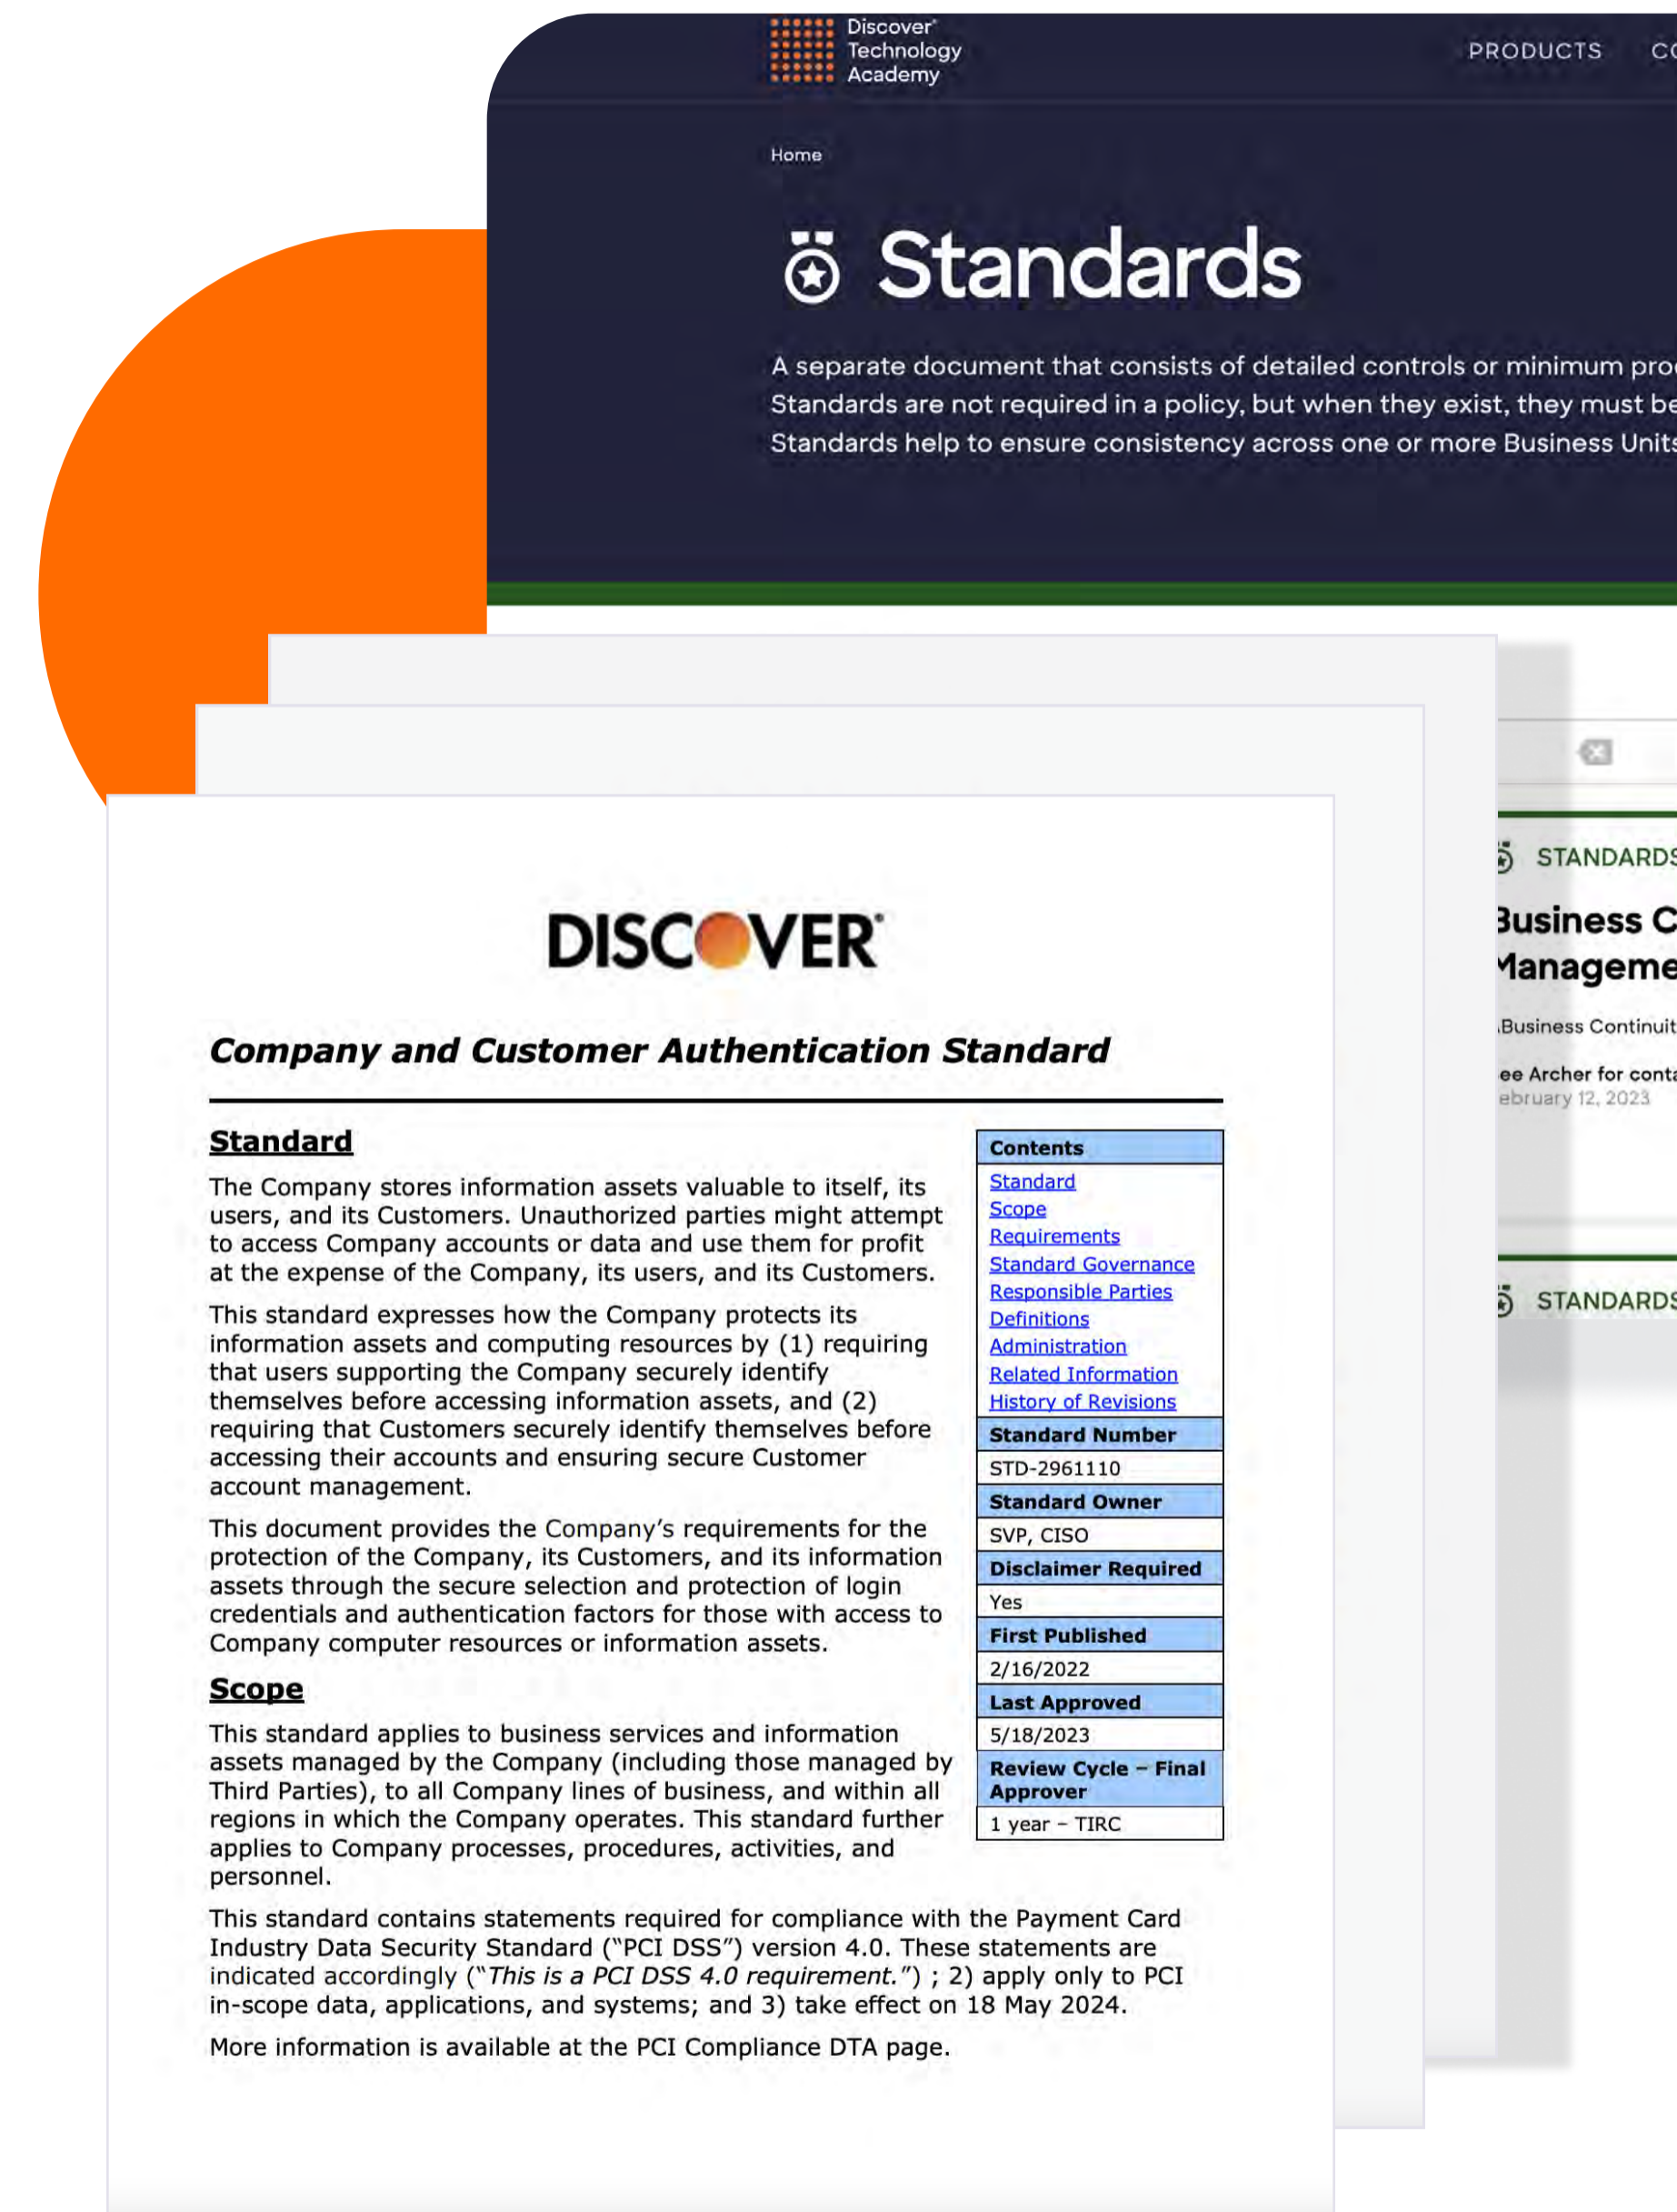 Discover®
Technology
Academy
PRODUCTS
Home
Standards
A separate document that consists of detailed controls or minimum
Standards are not required in a policy, but when they exist, they must be
Standards help to ensure consistency across one or more Business Units
STANDARDS
Business
Business
ee Archer for
ebruary 12, 2023
STANDARDS
DISCOVER®
Company and Customer Authentication Standard
Standard
The Company stores information assets valuable to itself, its
users, and its Customers. Unauthorized parties might attempt
to access Company accounts or data and use them for profit
at the expense of the Company, its users, and its Customers.
This standard expresses how the Company protects its
information assets and computing resources by (1) requiring
that users supporting the Company securely identify
themselves before accessing information assets, and (2)
requiring that Customers securely identify themselves before
accessing their accounts and ensuring secure Customer
account management.
This document provides the Company’s requirements for the
protection of the Company, its Customers, and its information
assets through the secure selection and protection of login
credentials and authentication factors for those with access to
Company computer resources or information assets.
Scope
This standard applies to business services and information
assets managed by the Company (including those managed by
Third Parties), to all Company lines of business, and within all
regions in which the Company operates. This standard further
applies to Company processes, procedures, activities, and
personnel.
This standard contains statements required for compliance with the Payment Card
Industry Data Security Standard (“PCI DSS”) version 4.0. These statements are
indicated accordingly (“This is a PCI DSS 4.0 requirement.”) ; 2) apply only to PCI
in-scope data, applications, and systems; and 3) take effect on 18 May 2024.
More information is available at the PCI Compliance DTA page.
Contents
Standard
Scope
Requirements
Standard Governance
Responsible Parties
Definitions
Administration
Related Information
History of Revisions
Standard Number
STD-2961110
Standard Owner
SVP, CISO
Disclaimer Required
Yes
First Published
2/16/2022
Last Approved
5/18/2023
Review Cycle – Final
Approver
1 year – TIRC